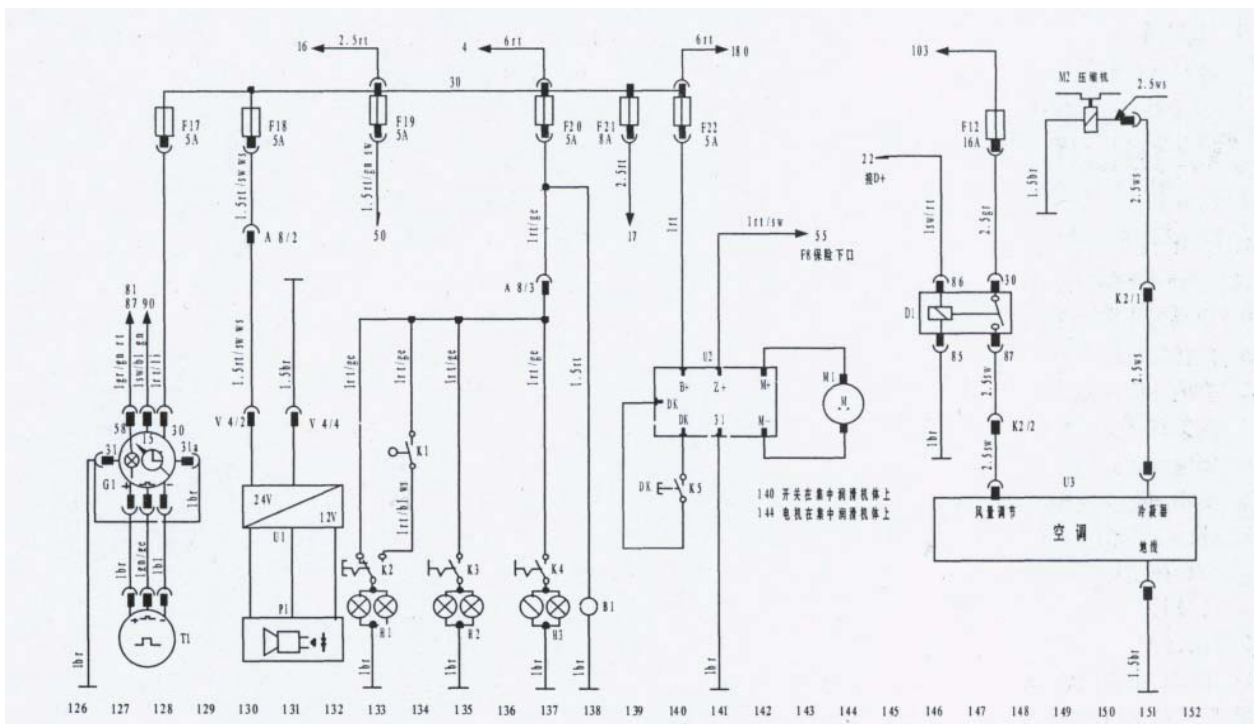 16
2.5rt
4
6rt
6rt
180
103
30
M2 压缩机
2.5ws
F17
5A
F18
5A
F19
5A
F20
5A
F21
8A
F22
5A
F12
16A
1.5rt/sw ws
1.5rt/gn sw
50
1rt/ge
2.5rt
17
1rt
1rt/sw
55
F8保险下口
22
接D+
1sw/rt
2.5gr
1.5br
2.5ws
A 8/2
A 8/3
81
87 90
1gr/gn rt
1sw/bl gn
1rt/li
1.5rt/sw ws
1.5br
1rt/ge
1rt/ge
1rt/ge
1rt/ge
1.5rt
86
30
D1
85
87
K2/1
U2
B+
Z+
M+
DK
DK
31
M-
M1
M
2.5sw
2.5ws
58
15
30
31
31a
G1
+
-
1br
V 4/2
V 4/4
K1
1rt/bl ws
DK
K5
1br
K2/2
2.5sw
24V
12V
U1
140 开关在集中润滑机体上
144 电机在集中润滑机体上
U3
风量调节
冷凝器
空调
地线
1br
1gn/ge
1bl
K2
K3
K4
P1
+
-
T1
H1
H2
H3
B1
1br
1br
1br
1br
1br
1.5br
126 127 128 129 130 131 132 133 134 135 136 137 138 139 140 141 142 143 144 145 146 147 148 149 150 151 152